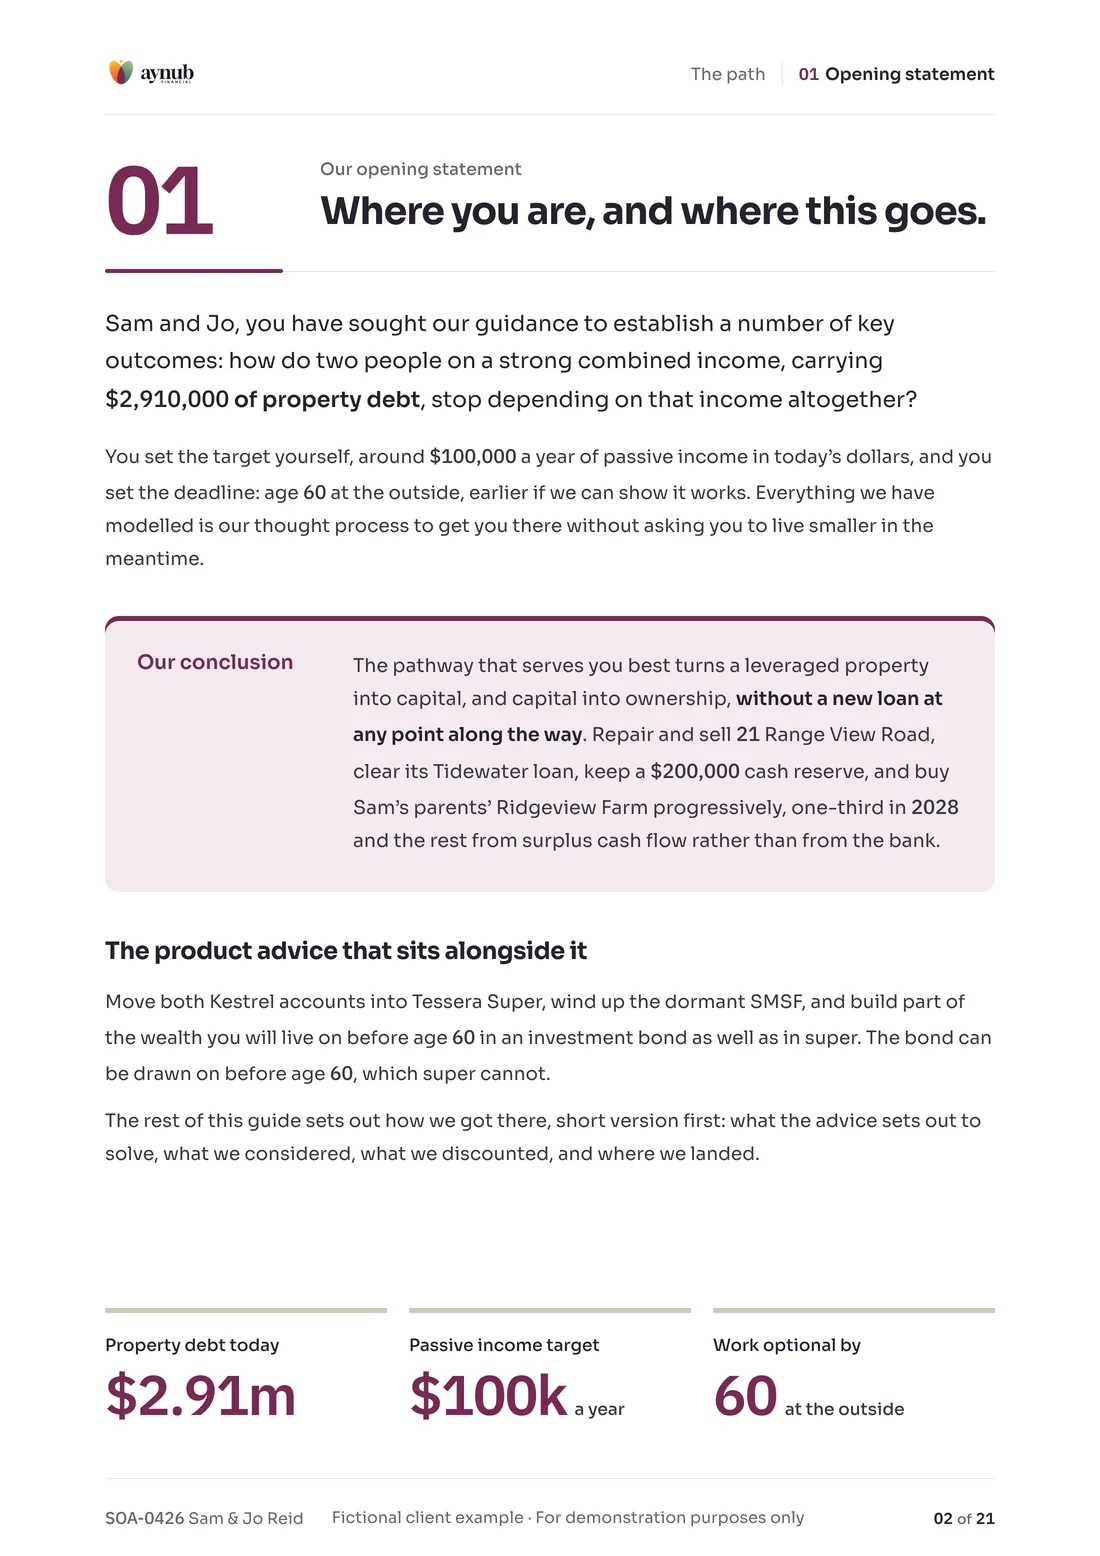 aynub
FINANCIAL
The path
01 Opening statement
01
Our opening statement
Where you are, and where this goes.
Sam and Jo, you have sought our guidance to establish a number of key
outcomes: how do two people on a strong combined income, carrying
$2,910,000 of property debt, stop depending on that income altogether?
You set the target yourself, around $100,000 a year of passive income in today’s dollars, and you
set the deadline: age 60 at the outside, earlier if we can show it works. Everything we have
modelled is our thought process to get you there without asking you to live smaller in the
meantime.
Our conclusion
The pathway that serves you best turns a leveraged property
into capital, and capital into ownership, without a new loan at
any point along the way. Repair and sell 21 Range View Road,
clear its Tidewater loan, keep a $200,000 cash reserve, and buy
Sam’s parents’ Ridgeview Farm progressively, one-third in 2028
and the rest from surplus cash flow rather than from the bank.
The product advice that sits alongside it
Move both Kestrel accounts into Tessera Super, wind up the dormant SMSF, and build part of
the wealth you will live on before age 60 in an investment bond as well as in super. The bond can
be drawn on before age 60, which super cannot.
The rest of this guide sets out how we got there, short version first: what the advice sets out to
solve, what we considered, what we discounted, and where we landed.
Property debt today
$2.91m
Passive income target
$100k a year
Work optional by
60 at the outside
SOA-0426 Sam & Jo Reid
Fictional client example · For demonstration purposes only
02 of 21